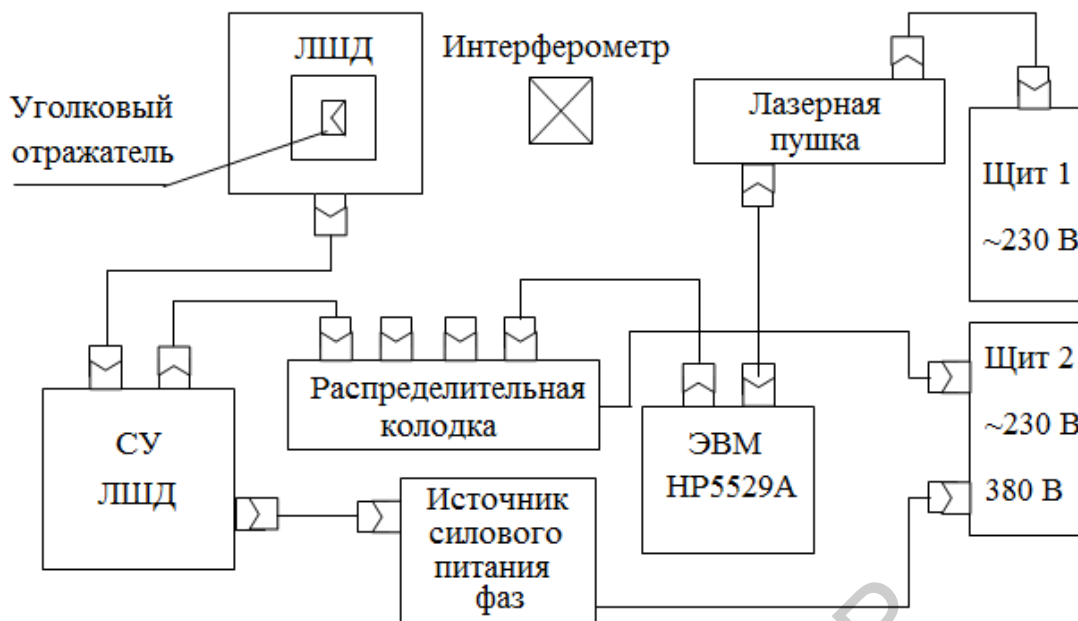 ЛШД
Интерферометр
Уголковый
отражатель
Лазерная
пушка
Щит 1
~230 В
Распределительная
колодка
Щит 2
~230 В
380 В
СУ
ЛШД
ЭВМ
HP5529A
Источник
силового
питания
фаз